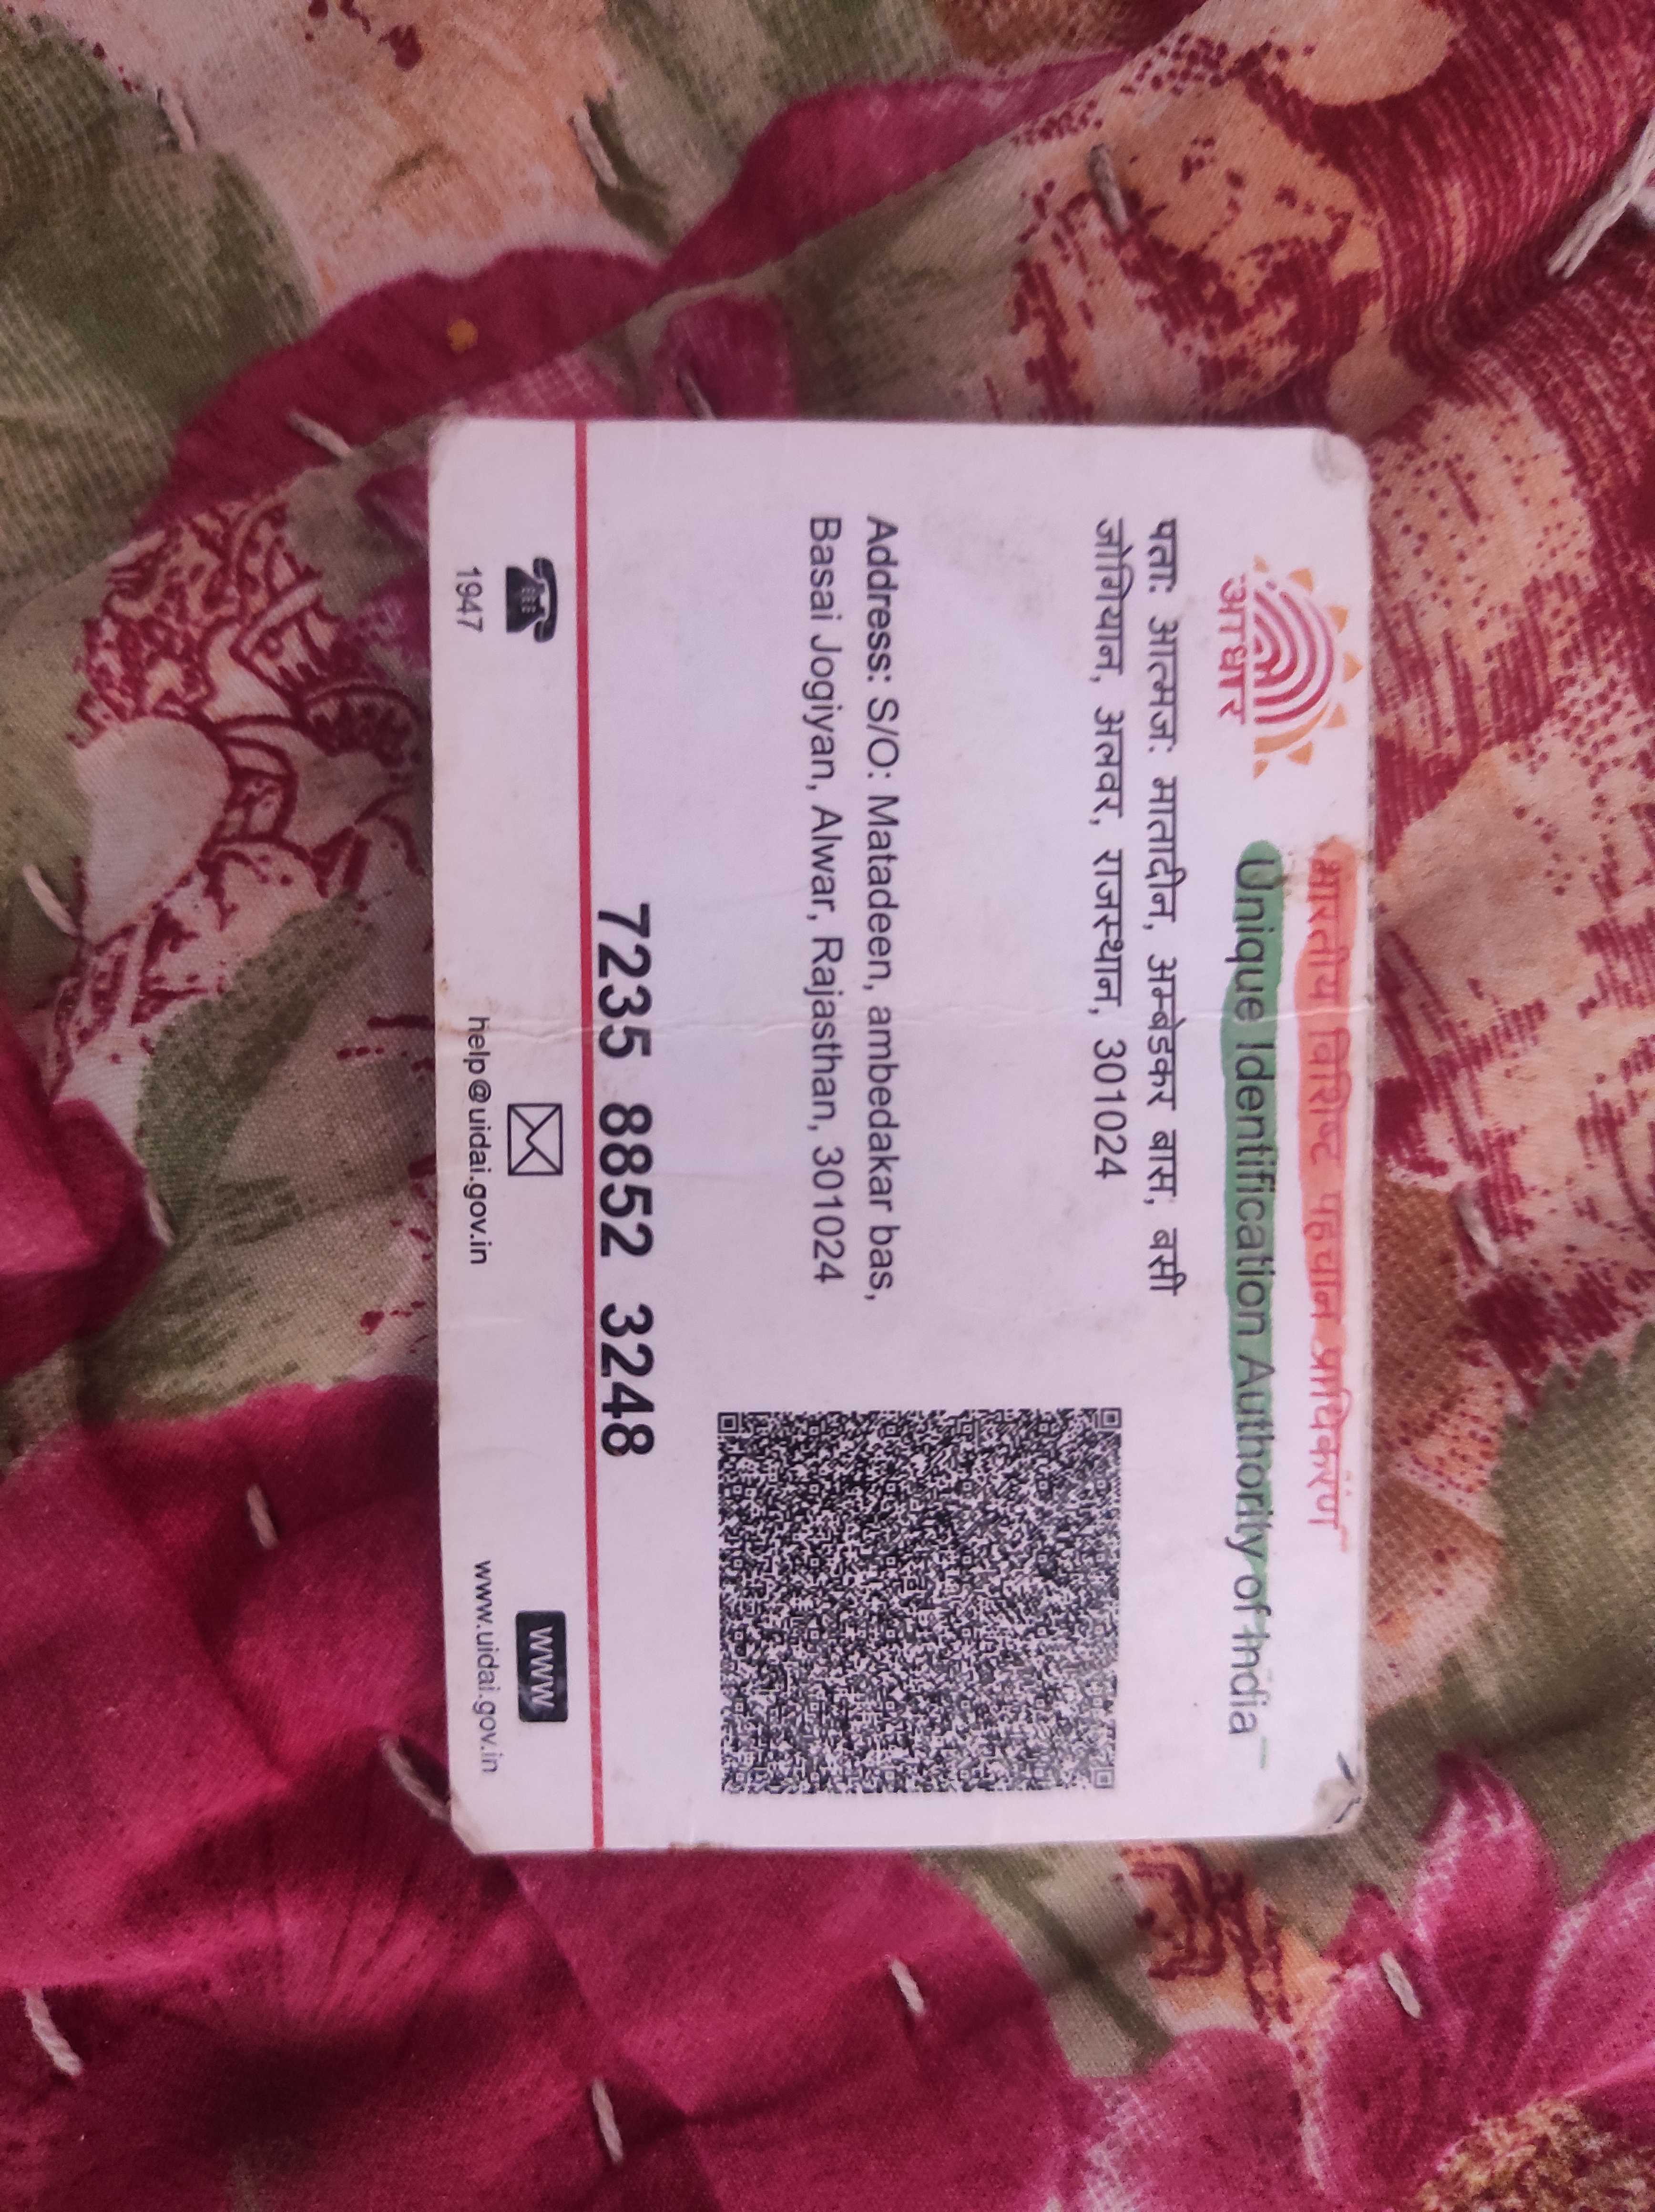 आधार
भारतीय विशिष्ट पहचान प्राधिकरण
Unique Identification Authority of India
पता: आत्मज: मातादीन, अम्बेडकर बास, बसी
जोगियान, अलवर, राजस्थान, 301024
Address: S/O: Matadeen, ambedakar bas,
Basai Jogiyan, Alwar, Rajasthan, 301024
7235 8852 3248
WWW
1947
help@uidai.gov.in
www.uidai.gov.in